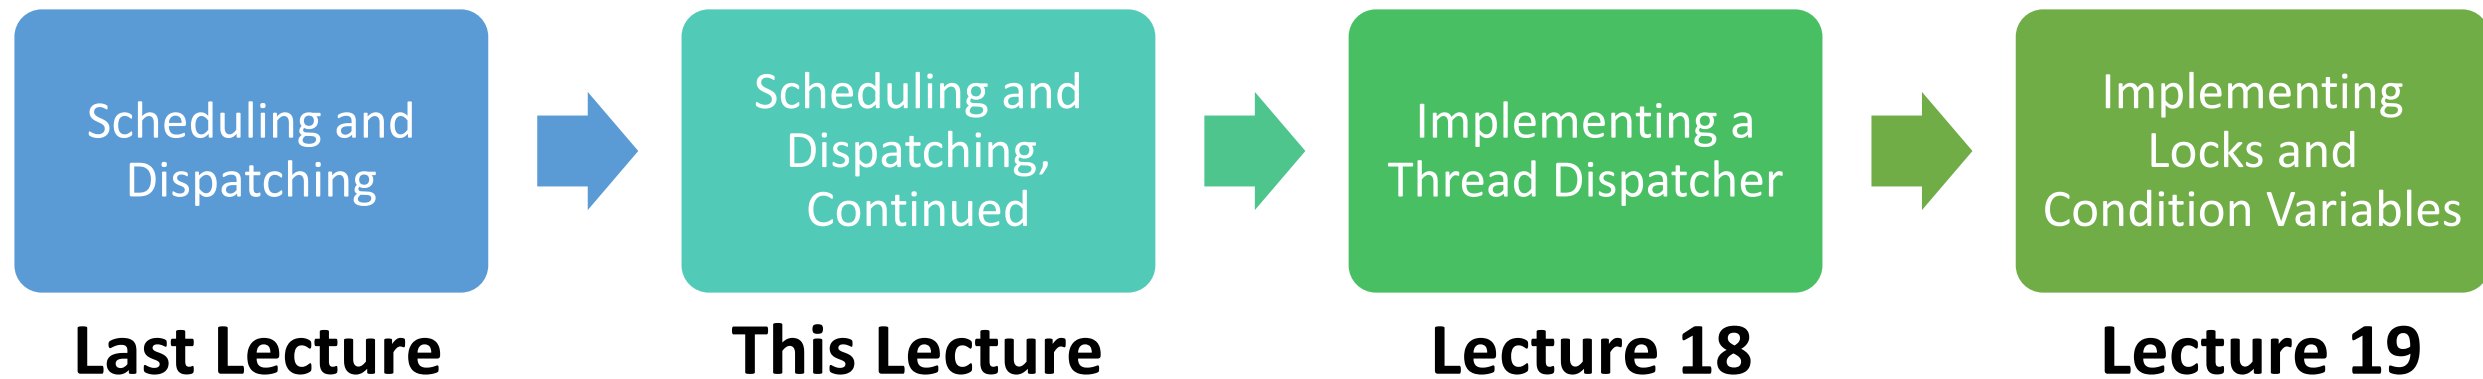 Scheduling and
Dispatching
Last Lecture
Scheduling and
Dispatching,
Continued
This Lecture
Implementing a
Thread Dispatcher
Lecture 18
Implementing
Locks and
Condition Variables
Lecture 19